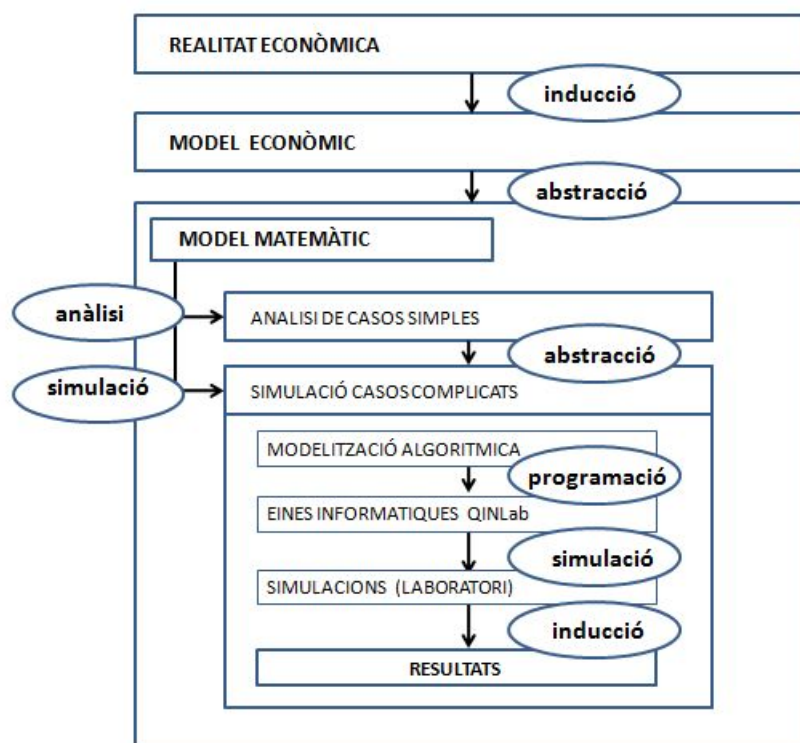 REALITAT ECONÒMICA
inducció
MODEL ECONÒMIC
abstracció
MODEL MATEMÀTIC
anàlisi
ANALISI DE CASOS SIMPLES
abstracció
simulació
SIMULACIÓ CASOS COMPLICATS
MODELITZACIÓ ALGORITMICA
programació
EINES INFORMATIQUES QINLab
simulació
SIMULACIONS (LABORATORI)
inducció
RESULTATS